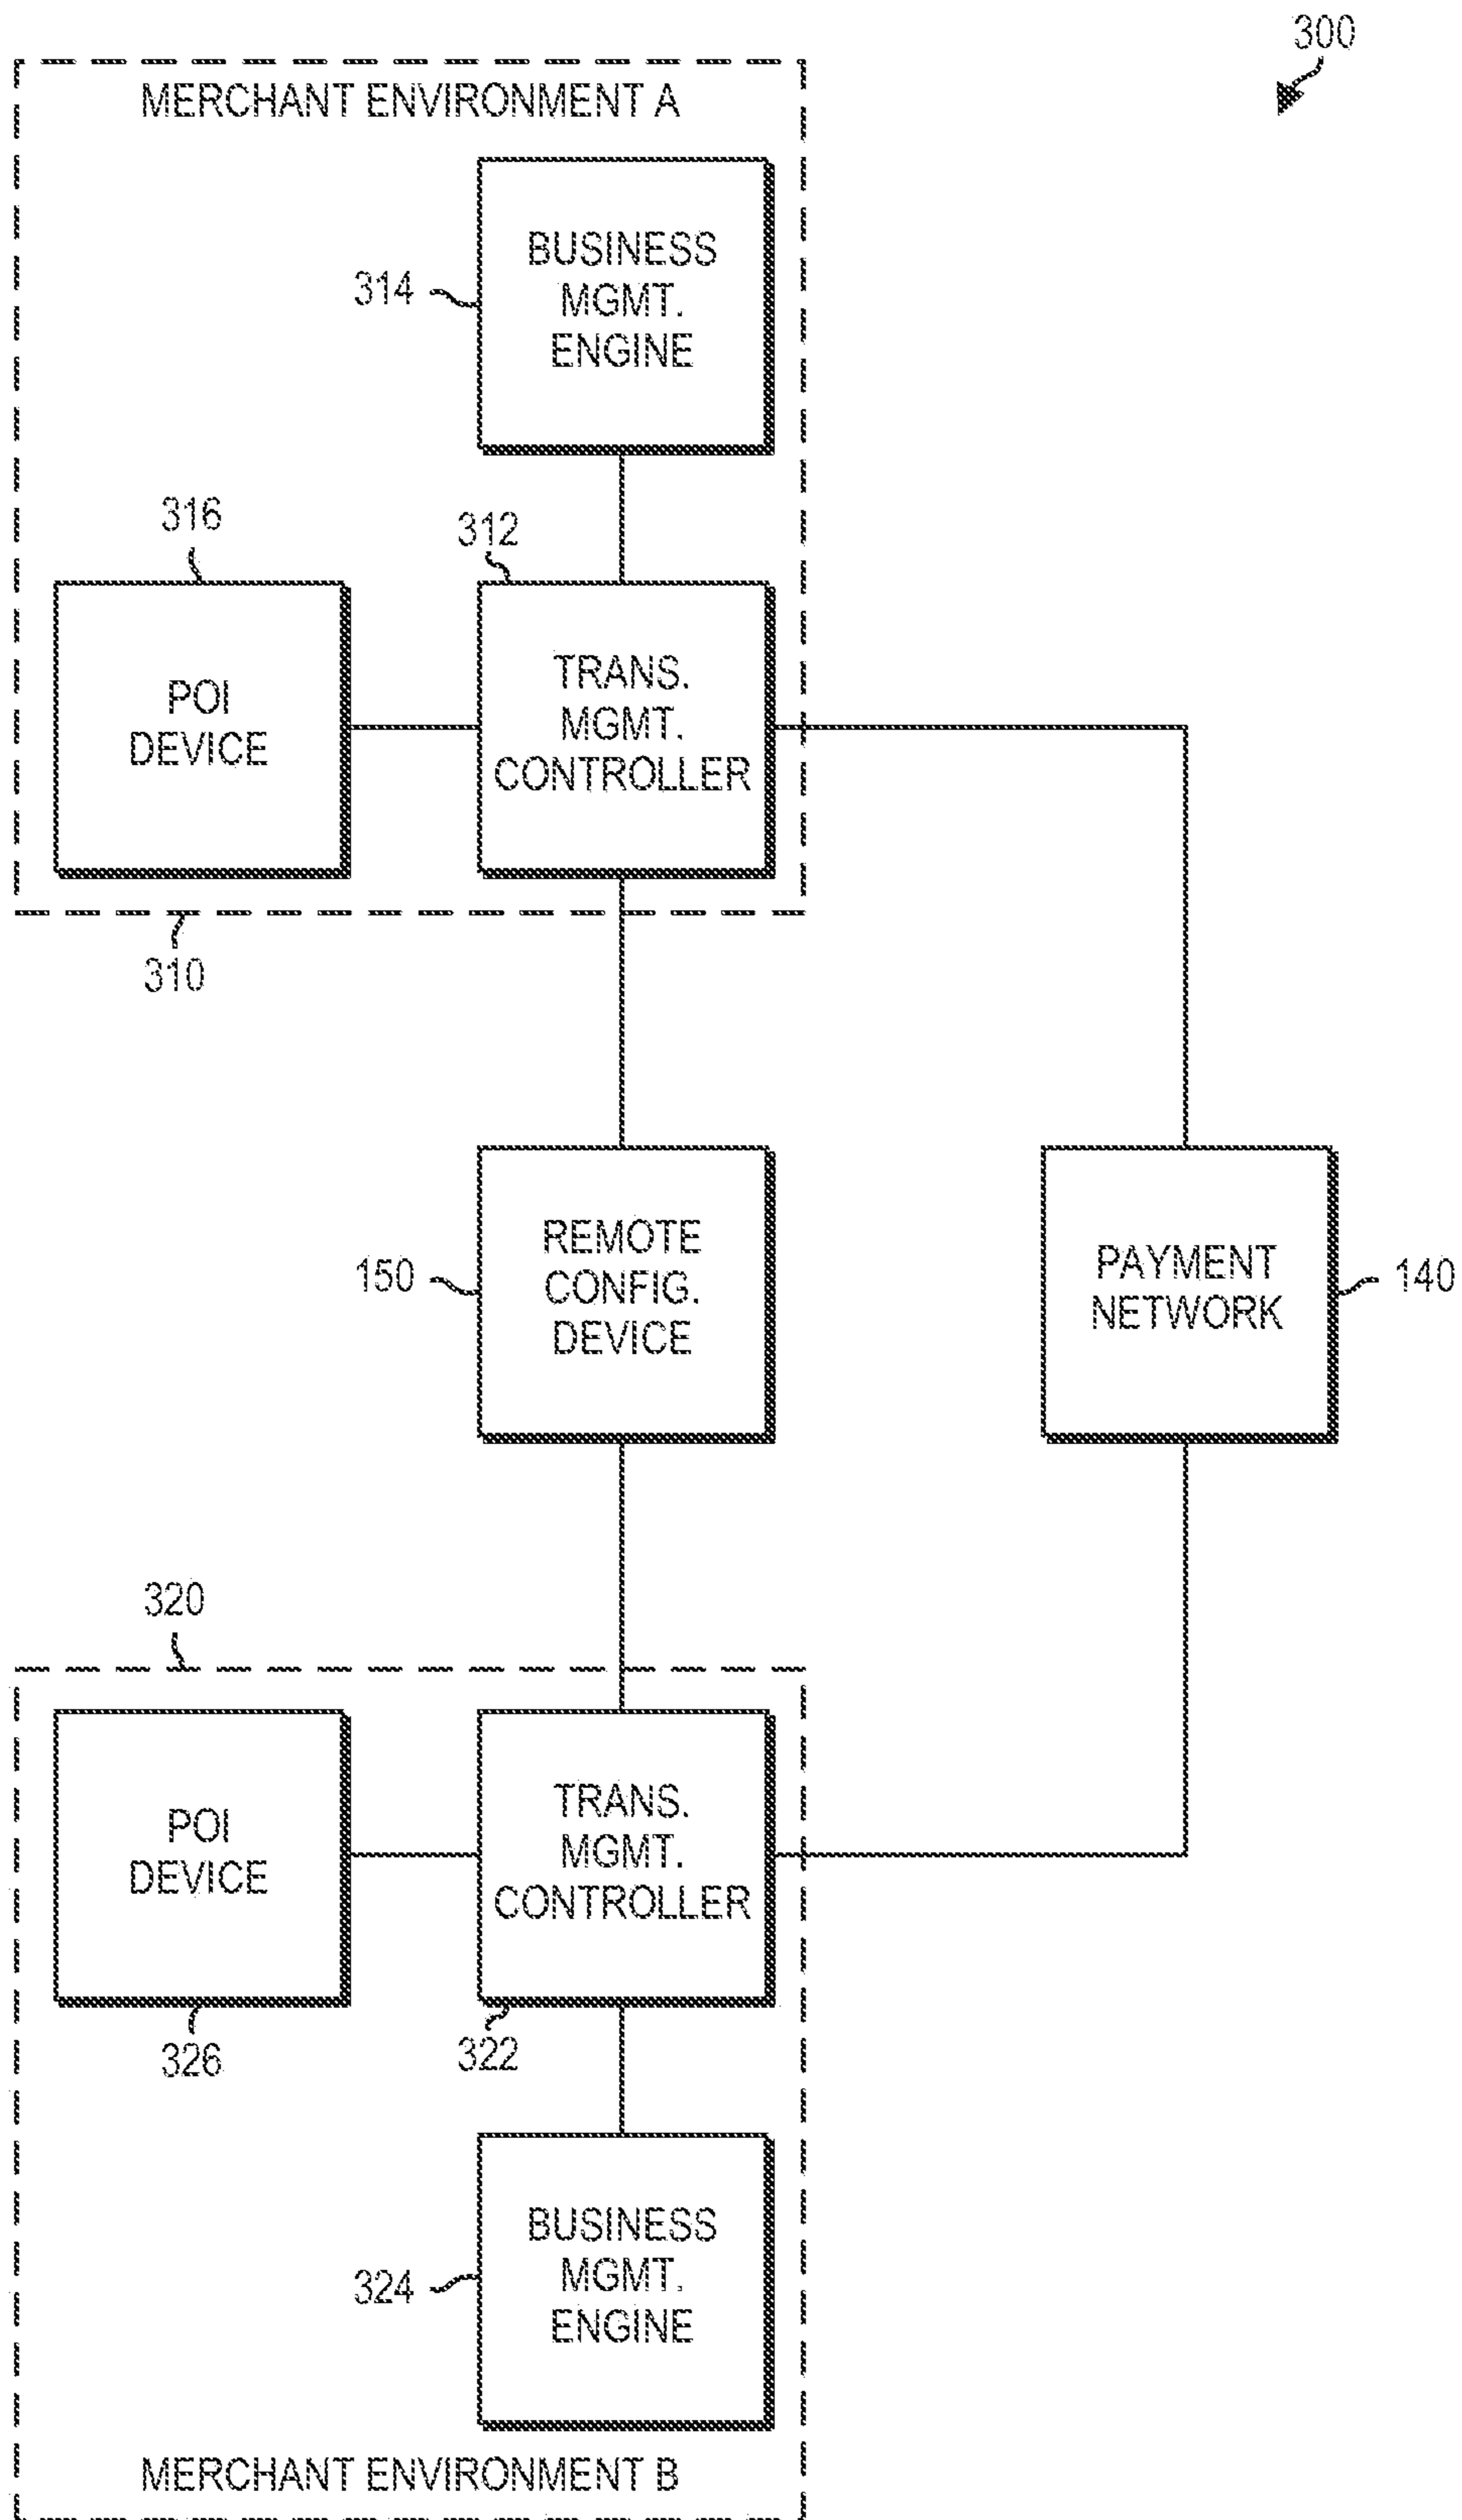 300
MERCHANT ENVIRONMENT A
BUSINESS
MGMT.
ENGINE
314
316
312
POI
DEVICE
TRANS.
MGMT.
CONTROLLER
310
REMOTE
CONFIG.
DEVICE
150
PAYMENT
NETWORK
140
320
POI
DEVICE
TRANS.
MGMT.
CONTROLLER
326
322
BUSINESS
MGMT.
ENGINE
324
MERCHANT ENVIRONMENT B